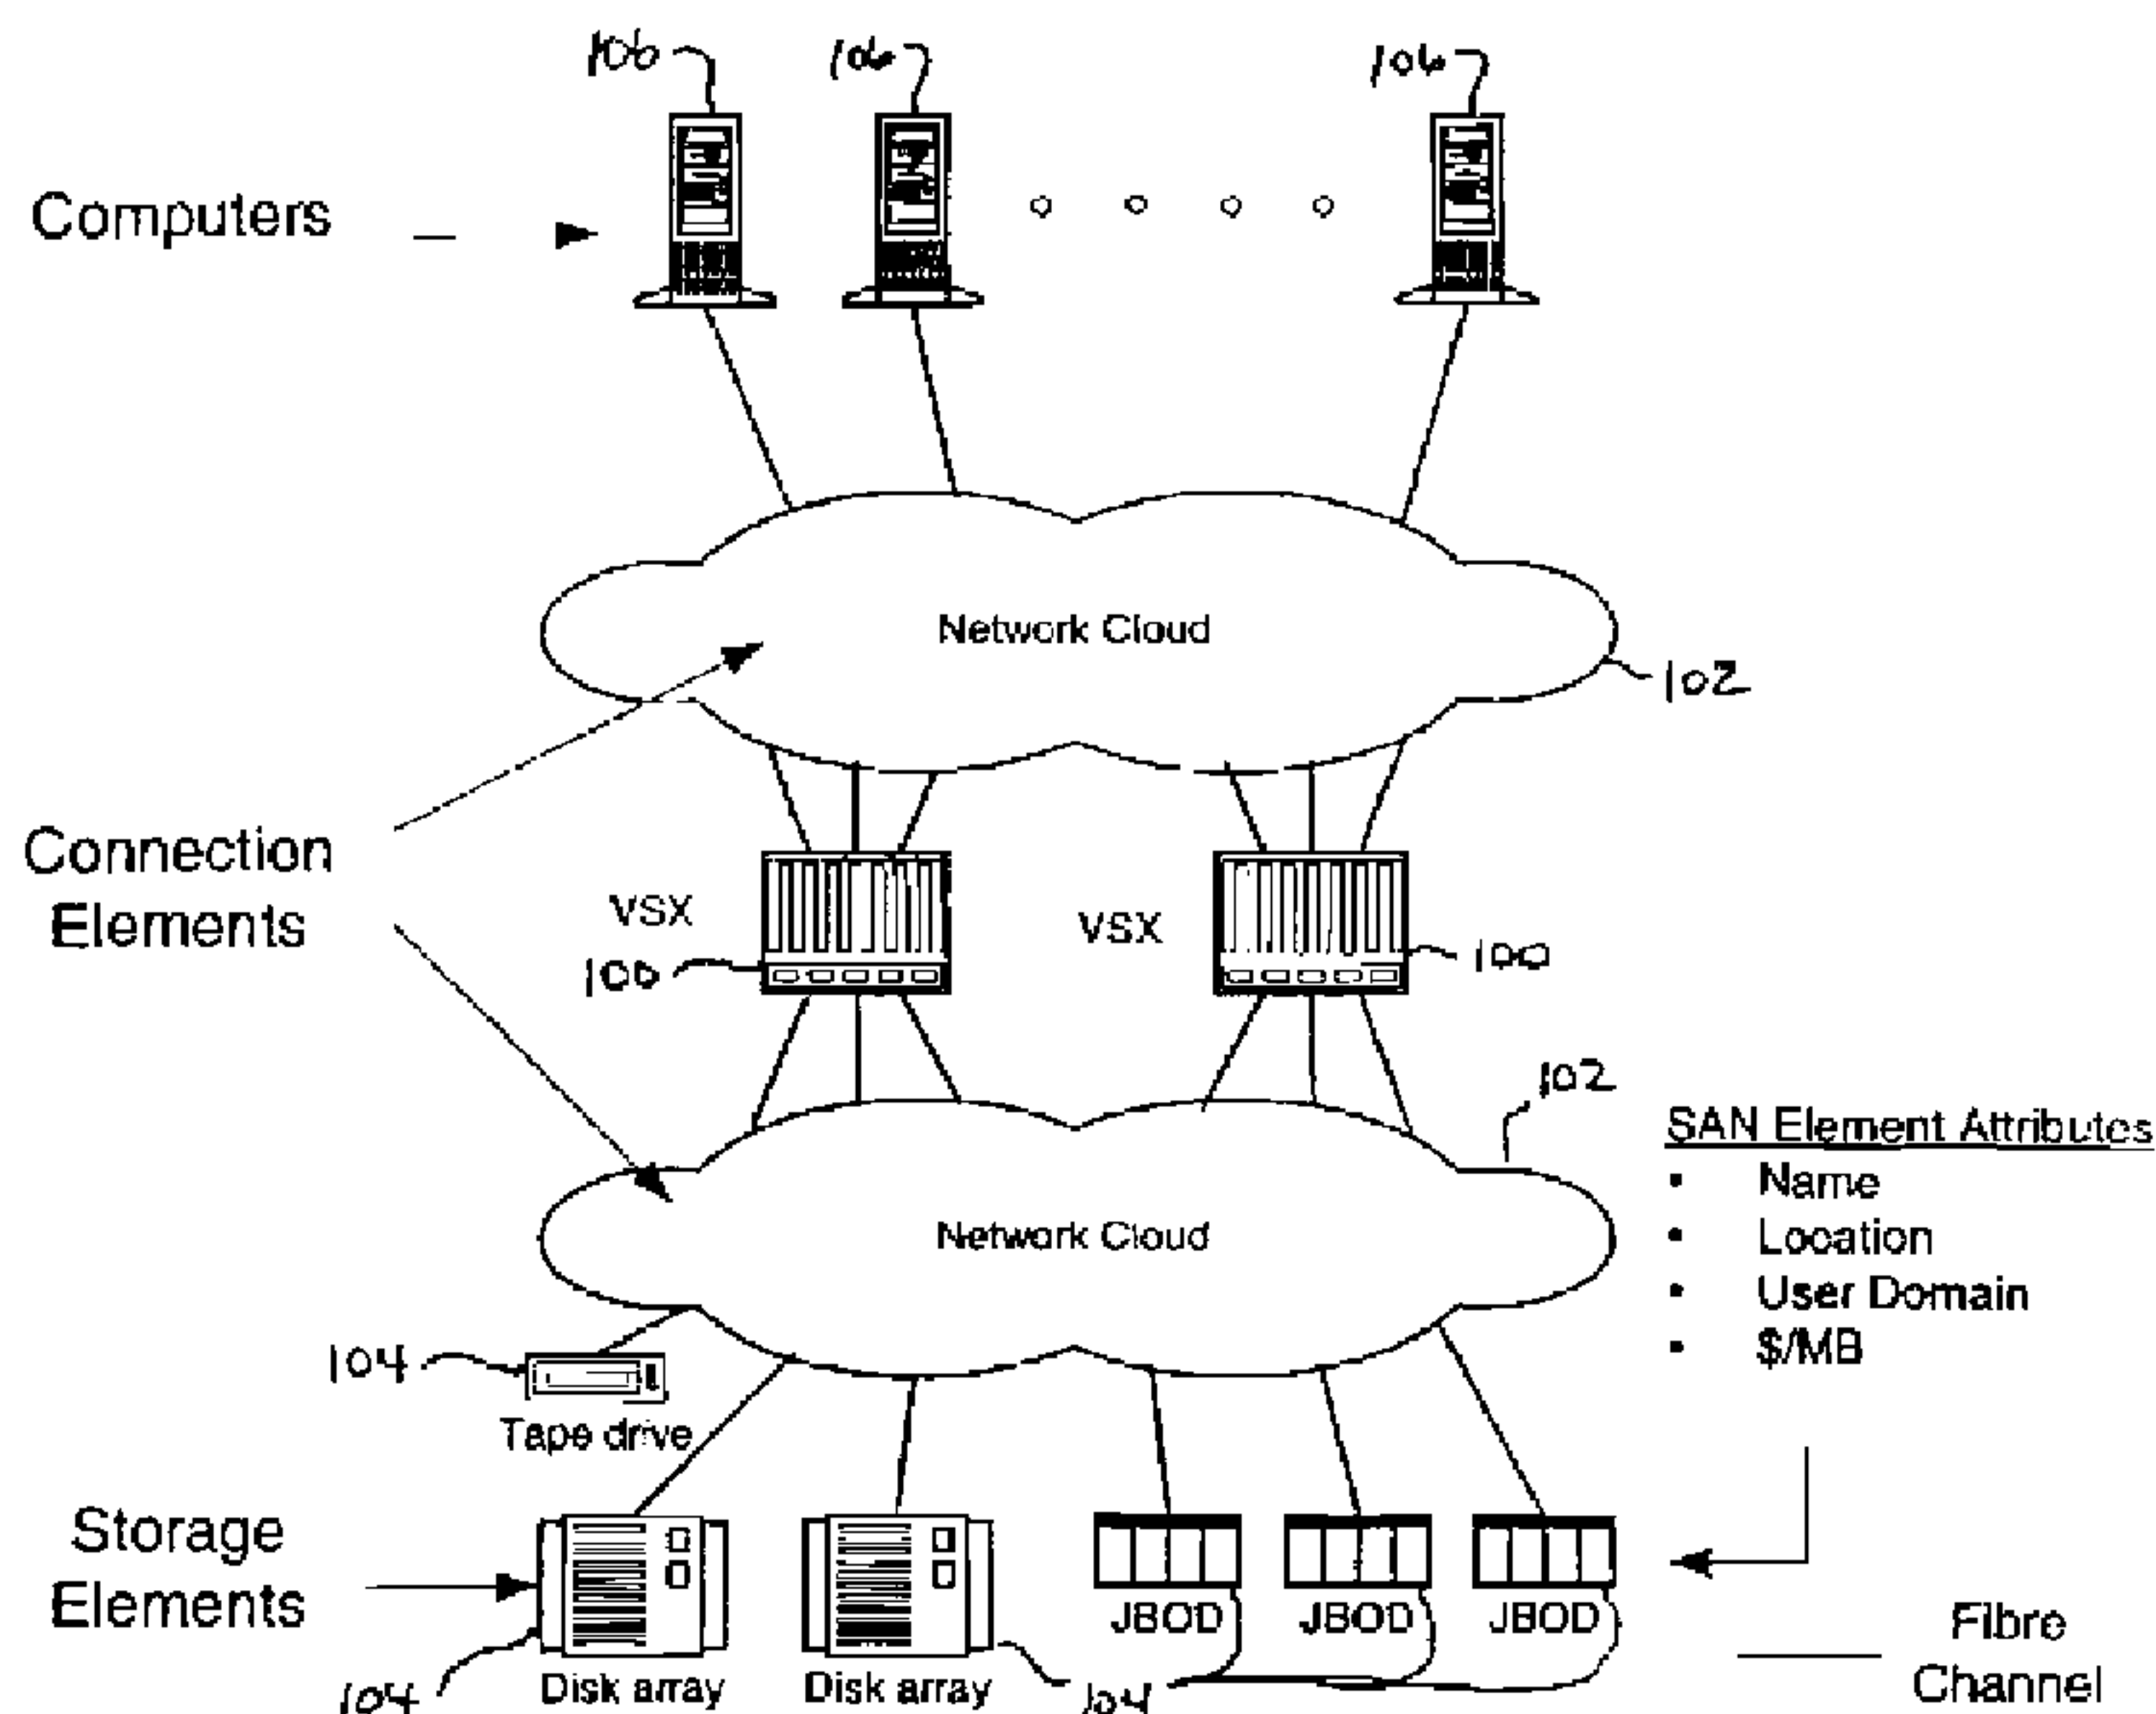 106 106 106
Computers
Network Cloud
102
Connection
Elements
VSX
100
VSX
100
102
Network Cloud
SAN Element Attributes
• Name
• Location
• User Domain
• $/MB
104
Tape drive
Storage
Elements
JBOD JBOD JBOD
Disk array Disk array
104 104
Fibre
Channel